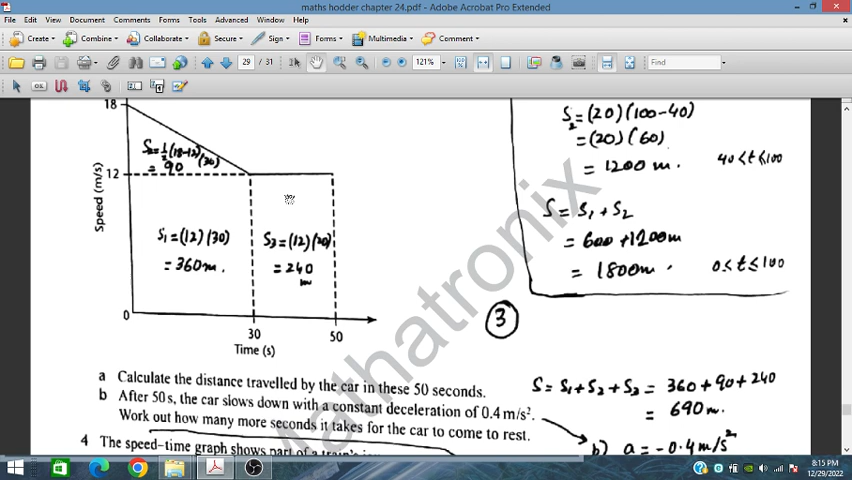 maths hodder chapter 24.pdf - Adobe Acrobat Pro Extended
File Edit View Document Comments Forms Tools Advanced Window Help
Create Combine Collaborate Secure Sign Forms Multimedia Comment
29 / 31 121% Find
18
S2=½(18-12)(30)
= 90
12
Speed (m/s)
S1=(12)(30)
=360m.
S3=(12)(20)
=240
m
0
30 50
Time (s)
S2=(20)(100-40)
=(20)(60)
=1200m. 40<t≤100
S=S1+S2
=600+1200m
=1800m. 0≤t≤100
3
Mathatronix
a Calculate the distance travelled by the car in these 50 seconds.
S=S1+S2+S3=360+90+240
=690m.
b After 50 s, the car slows down with a constant deceleration of 0.4 m/s².
Work out how many more seconds it takes for the car to come to rest.
b) a=-0.4m/s²
4 The speed–time graph shows part of a train's
8:15 PM
12/29/2022